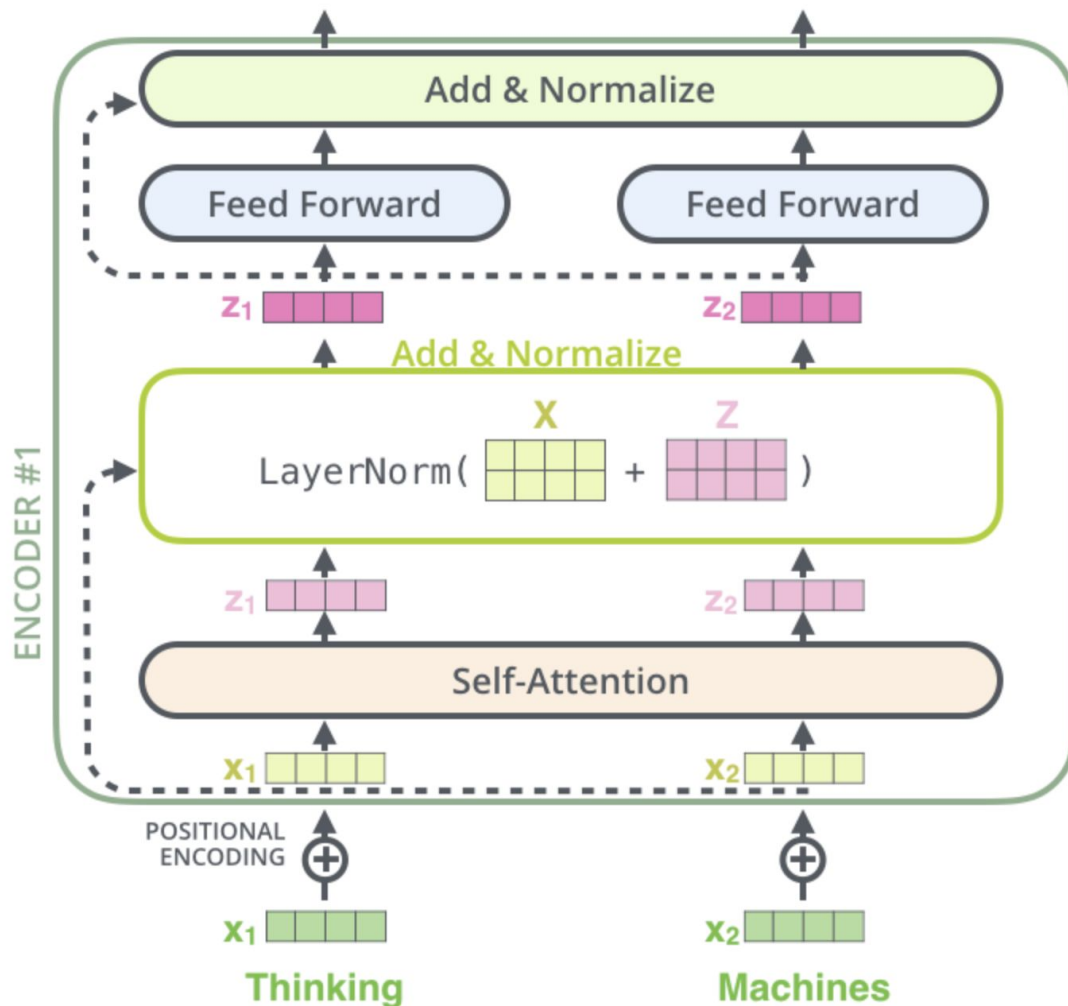 Add & Normalize
Feed Forward Feed Forward
z1 z2
Add & Normalize
X Z
LayerNorm( + )
ENCODER #1
z1 z2
Self-Attention
x1 x2
POSITIONAL
ENCODING
x1 x2
Thinking Machines